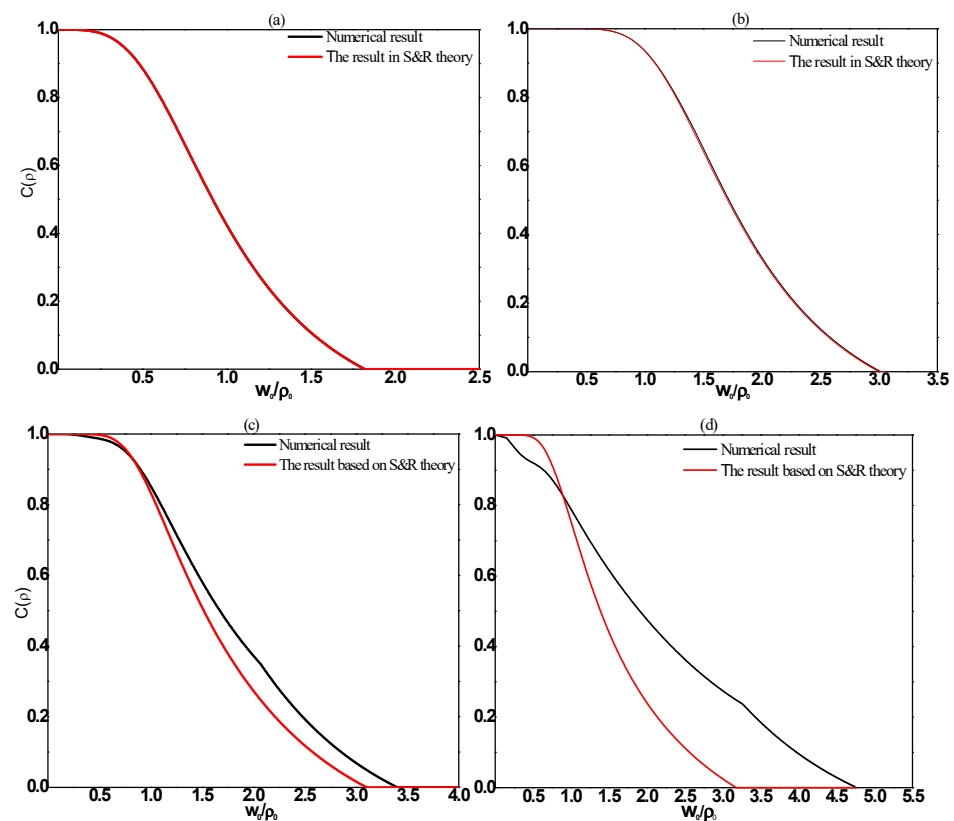 (a)
Numerical result
The result in S&R theory
C(ρ)
1.0
0.8
0.6
0.4
0.2
0.0
0.5 1.0 1.5 2.0 2.5
w₀/ρ₀
(b)
Numerical result
The result in S&R theory
1.0
0.8
0.6
0.4
0.2
0.0
0.5 1.0 1.5 2.0 2.5 3.0 3.5
w₀/ρ₀
(c)
Numerical result
The result based on S&R theory
C(ρ)
1.0
0.8
0.6
0.4
0.2
0.0
0.5 1.0 1.5 2.0 2.5 3.0 3.5 4.0
w₀/ρ₀
(d)
Numerical result
The result based on S&R theory
1.0
0.8
0.6
0.4
0.2
0.0
0.5 1.0 1.5 2.0 2.5 3.0 3.5 4.0 4.5 5.0 5.5
w₀/ρ₀